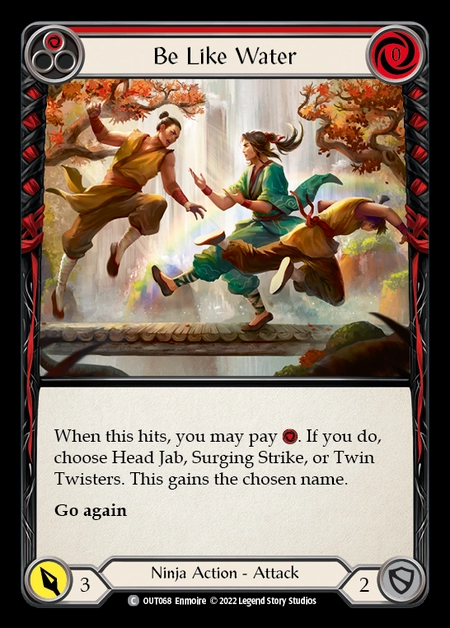 Be Like Water
0
When this hits, you may pay . If you do,
choose Head Jab, Surging Strike, or Twin
Twisters. This gains the chosen name.
Go again
3
Ninja Action - Attack
2
C OUT068 Enmoire © 2022 Legend Story Studios